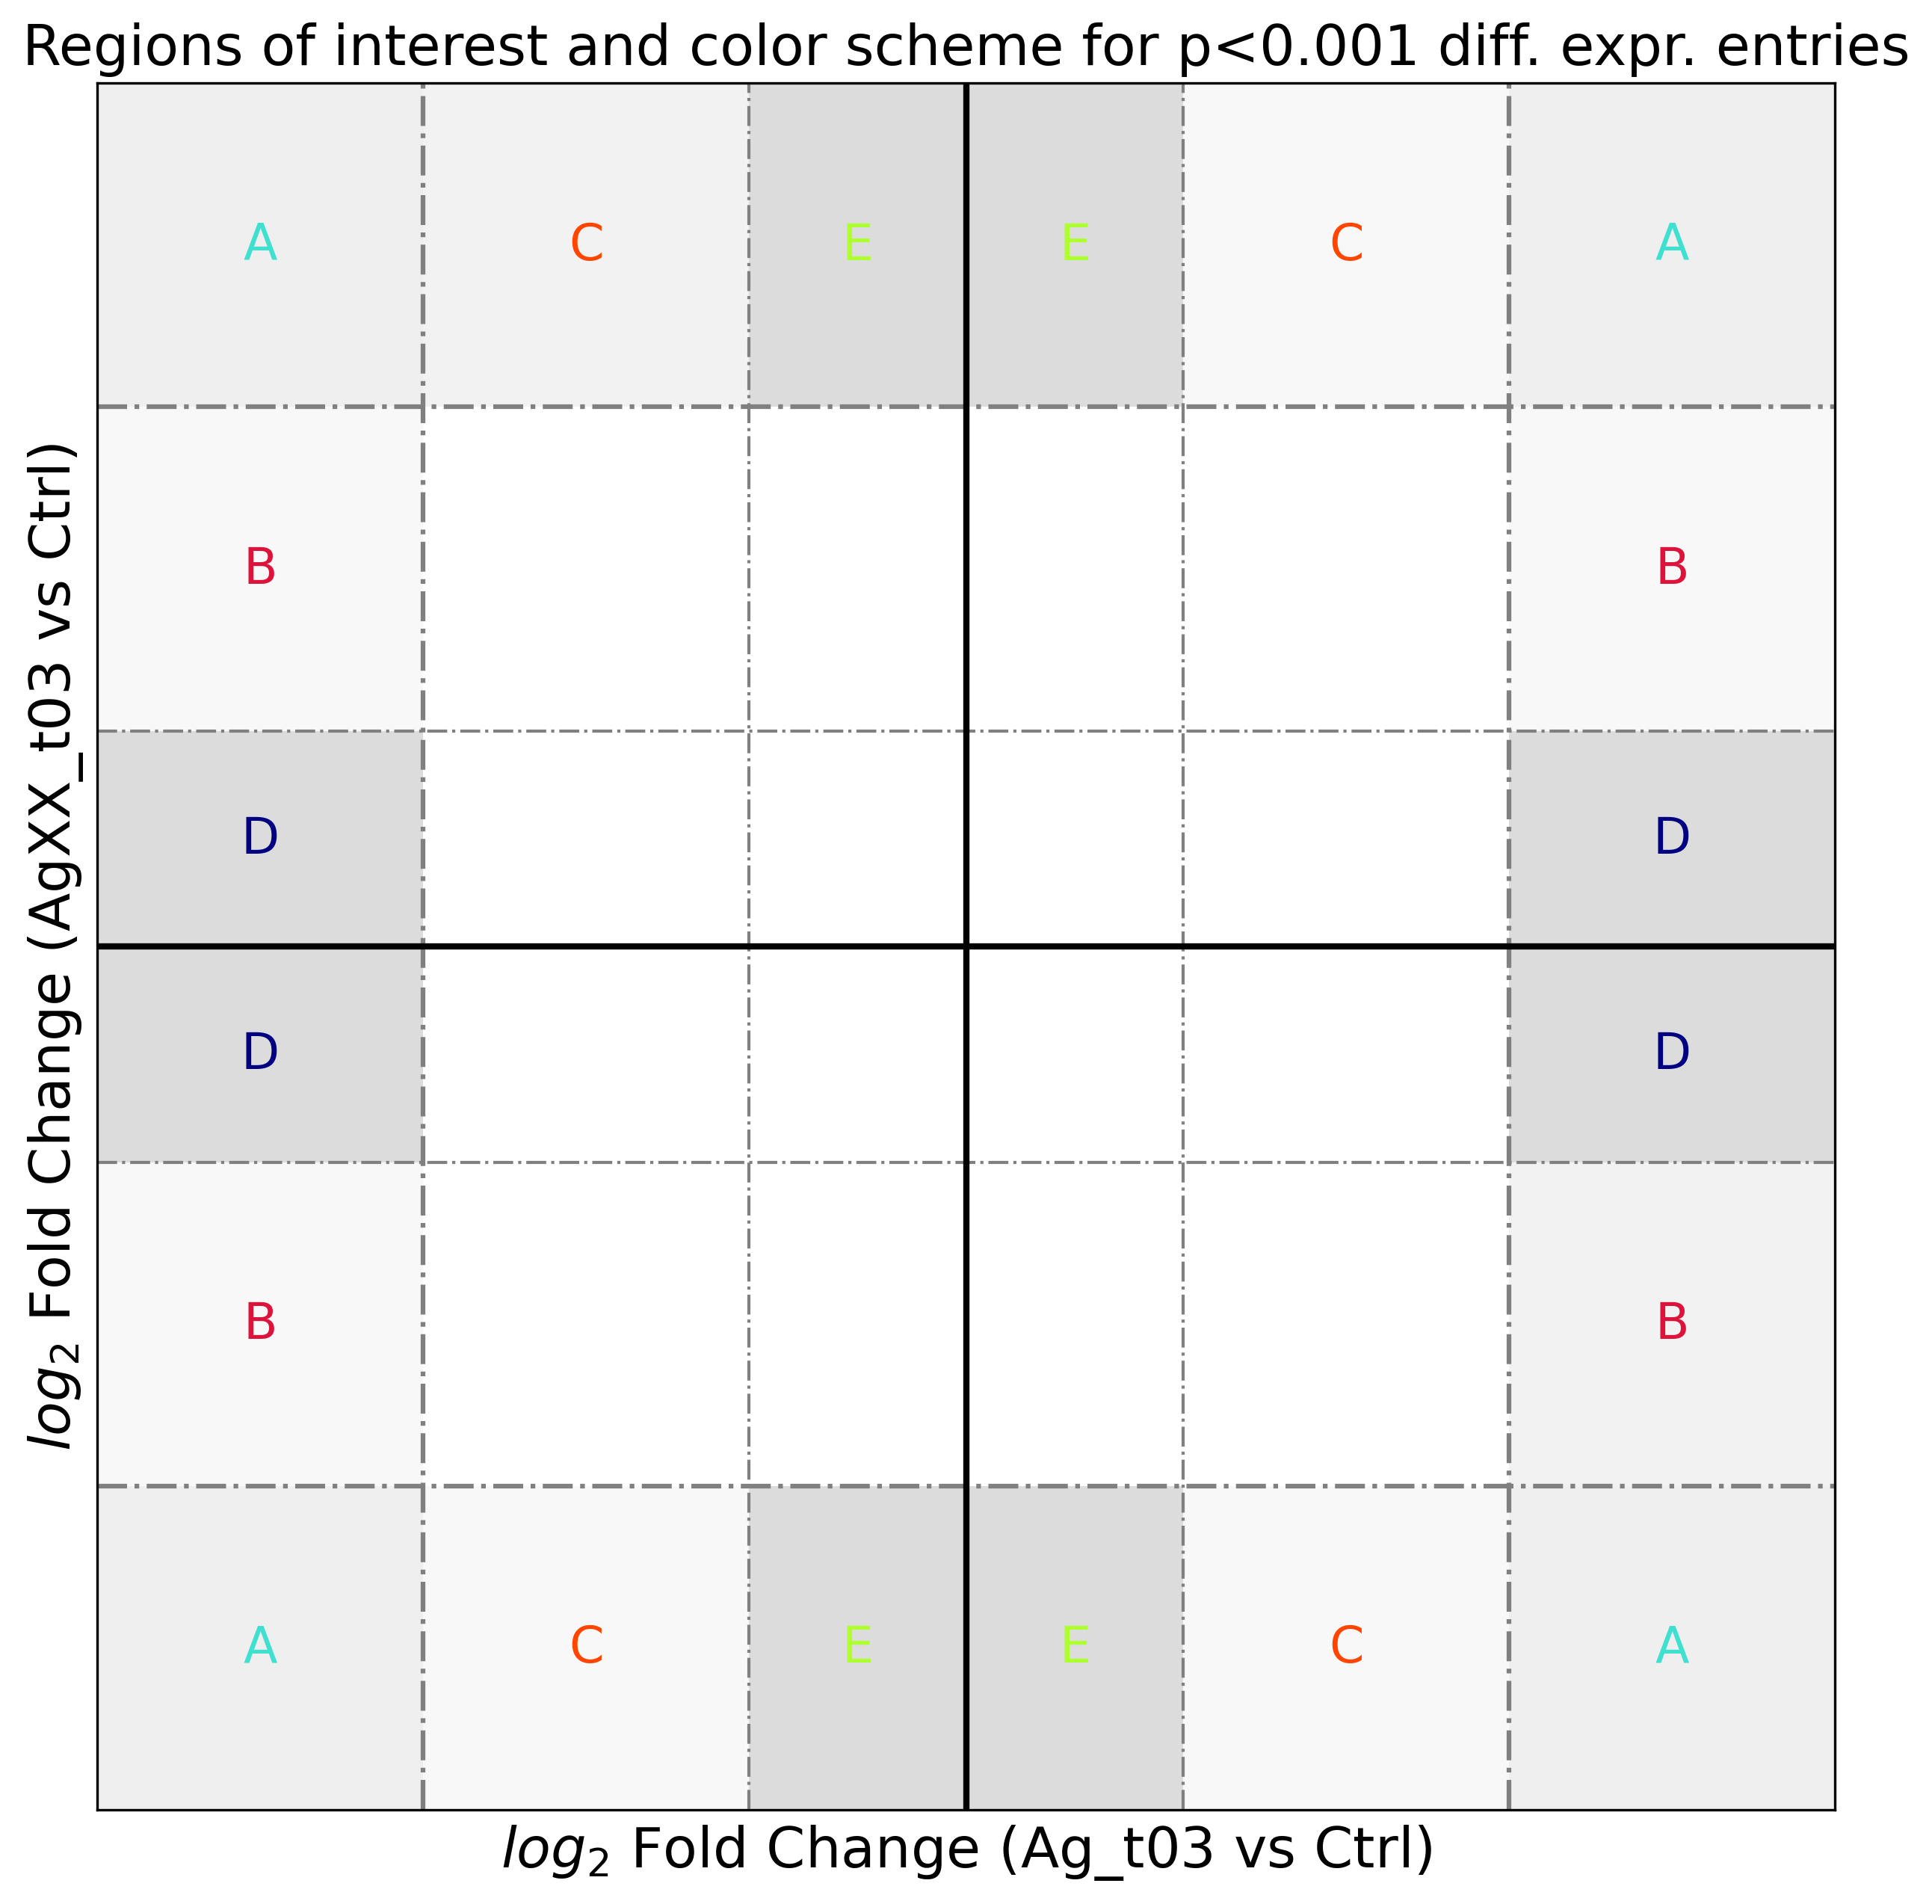 Regions of interest and color scheme for p<0.001 diff. expr. entries
log₂ Fold Change (AgXX_t03 vs Ctrl)
A C E E C A
B B
D D
D D
B B
A C E E C A
log₂ Fold Change (Ag_t03 vs Ctrl)